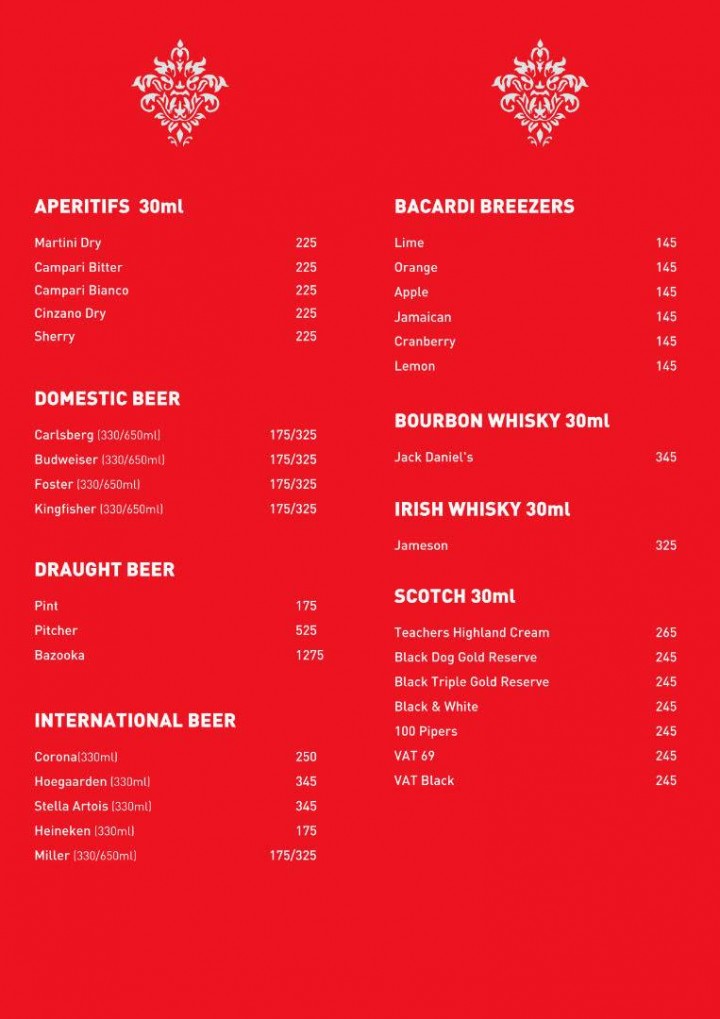 APERITIFS 30ml
Martini Dry 225
Campari Bitter 225
Campari Bianco 225
Cinzano Dry 225
Sherry 225
DOMESTIC BEER
Carlsberg (330/650ml) 175/325
Budweiser (330/650ml) 175/325
Foster (330/650ml) 175/325
Kingfisher (330/650ml) 175/325
DRAUGHT BEER
Pint 175
Pitcher 525
Bazooka 1275
INTERNATIONAL BEER
Corona(330ml) 250
Hoegaarden (330ml) 345
Stella Artois (330ml) 345
Heineken (330ml) 175
Miller (330/650ml) 175/325
BACARDI BREEZERS
Lime 145
Orange 145
Apple 145
Jamaican 145
Cranberry 145
Lemon 145
BOURBON WHISKY 30ml
Jack Daniel's 345
IRISH WHISKY 30ml
Jameson 325
SCOTCH 30ml
Teachers Highland Cream 265
Black Dog Gold Reserve 245
Black Triple Gold Reserve 245
Black & White 245
100 Pipers 245
VAT 69 245
VAT Black 245